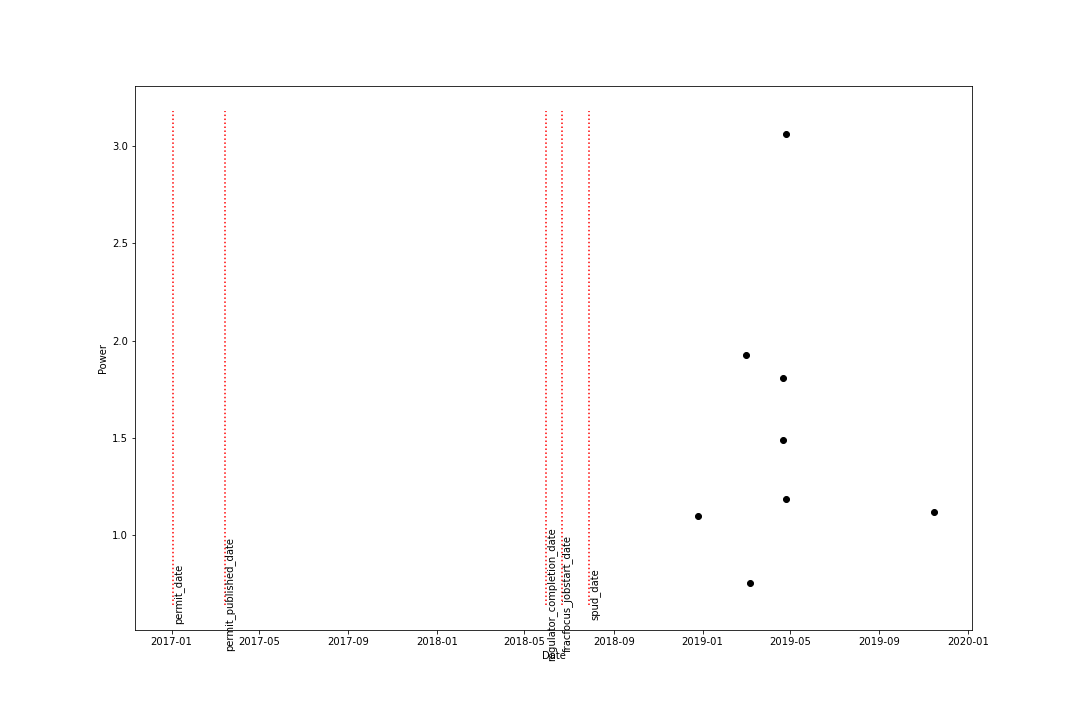 3.0
2.5
2.0
1.5
1.0
Power
permit_date
permit_published_date
regulator_completion_date
fracfocus_jobstart_date
spud_date
2017-01 2017-05 2017-09 2018-01 2018-05 2018-09 2019-01 2019-05 2019-09 2020-01
Date